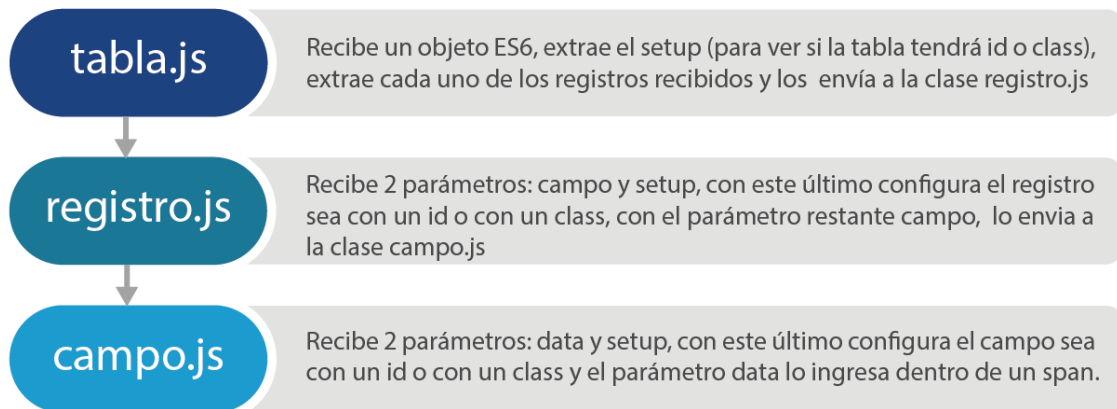 tabla.js
Recibe un objeto ES6, extrae el setup (para ver si la tabla tendrá id o class),
extrae cada uno de los registros recibidos y los envía a la clase registro.js
registro.js
Recibe 2 parámetros: campo y setup, con este último configura el registro
sea con un id o con un class, con el parámetro restante campo, lo envia a
la clase campo.js
campo.js
Recibe 2 parámetros: data y setup, con este último configura el campo sea
con un id o con un class y el parámetro data lo ingresa dentro de un span.